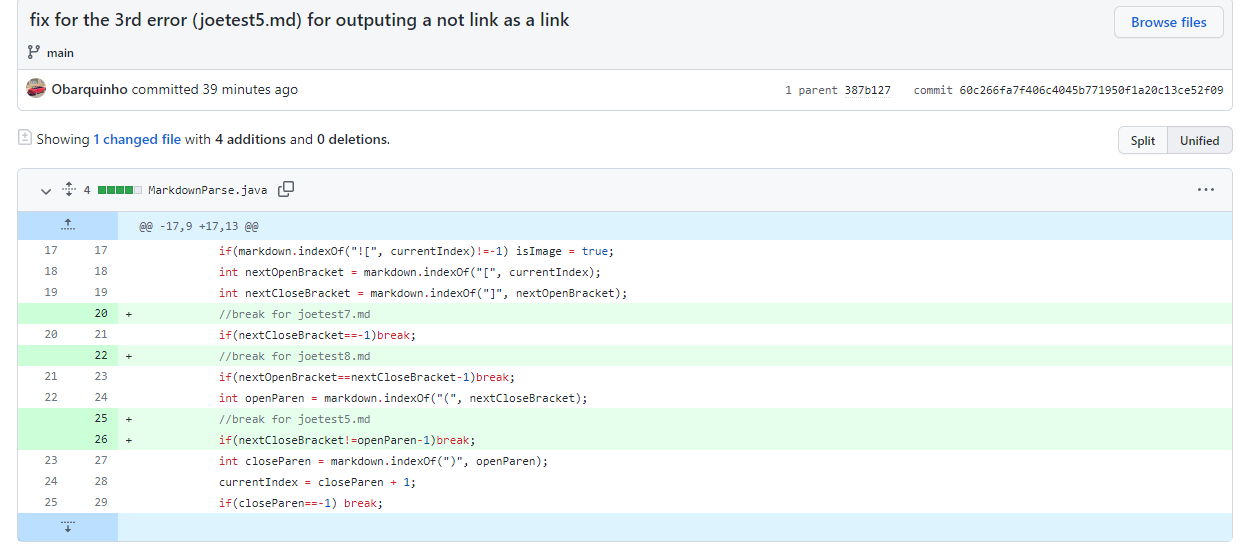 fix for the 3rd error (joetest5.md) for outputing a not link as a link
Browse files
main
Obarquinho committed 39 minutes ago
1 parent 387b127 commit 60c266fa7f406c4045b771950f1a20c13ce52f09
Showing 1 changed file with 4 additions and 0 deletions.
Split Unified
4 MarkdownParse.java
@@ -17,9 +17,13 @@
17 17 if(markdown.indexOf("![", currentIndex)!=-1) isImage = true;
18 18 int nextOpenBracket = markdown.indexOf("[", currentIndex);
19 19 int nextCloseBracket = markdown.indexOf("]", nextOpenBracket);
20 + //break for joetest7.md
20 21 if(nextCloseBracket==-1)break;
22 + //break for joetest8.md
21 23 if(nextOpenBracket==nextCloseBracket-1)break;
22 24 int openParen = markdown.indexOf("(", nextCloseBracket);
25 + //break for joetest5.md
26 + if(nextCloseBracket!=openParen-1)break;
23 27 int closeParen = markdown.indexOf(")", openParen);
24 28 currentIndex = closeParen + 1;
25 29 if(closeParen==-1) break;